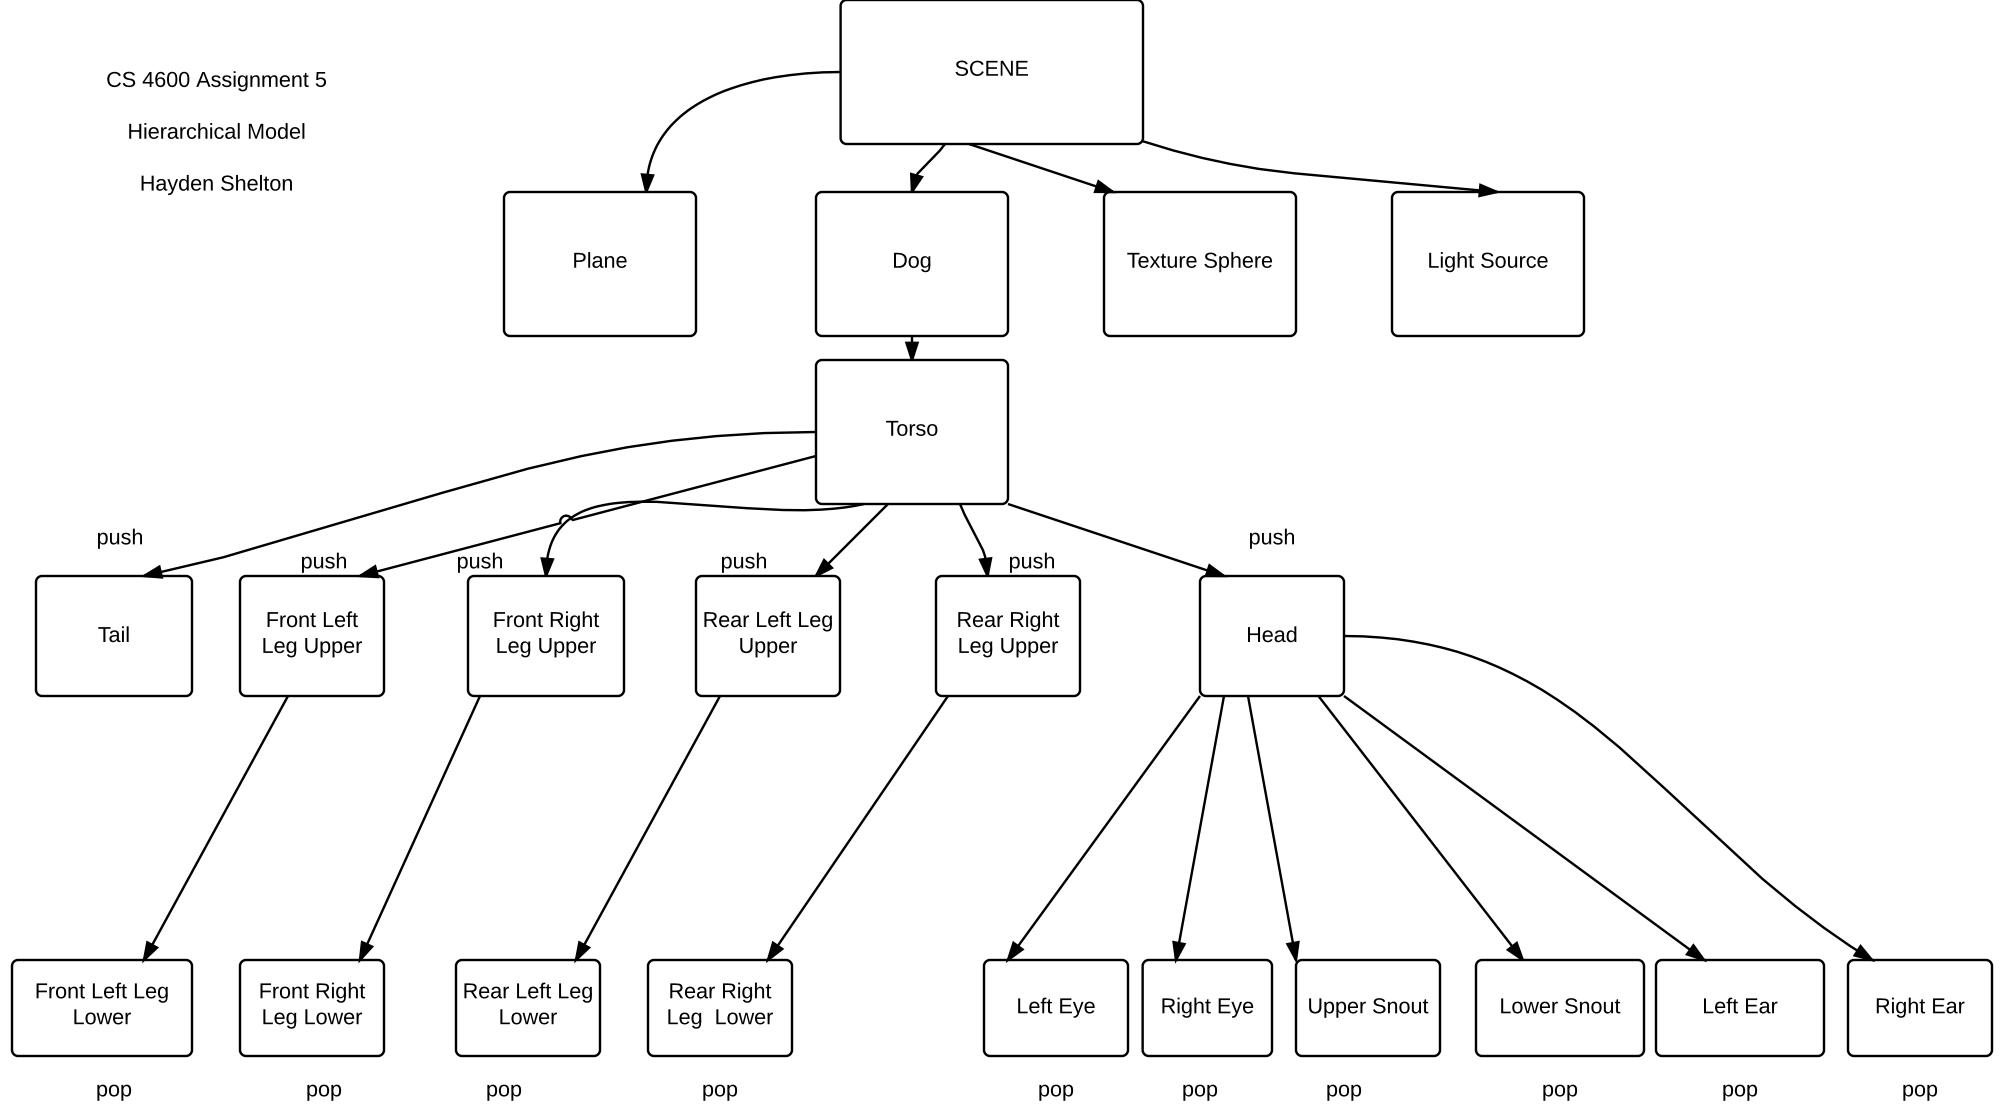 SCENE
CS 4600 Assignment 5
Hierarchical Model
Hayden Shelton
Plane
Dog
Texture Sphere
Light Source
Torso
push
push
push
push
push
push
Tail
Front Left
Leg Upper
Front Right
Leg Upper
Rear Left Leg
Upper
Rear Right
Leg Upper
Head
Front Left Leg
Lower
Front Right
Leg Lower
Rear Left Leg
Lower
Rear Right
Leg  Lower
Left Eye
Right Eye
Upper Snout
Lower Snout
Left Ear
Right Ear
pop
pop
pop
pop
pop
pop
pop
pop
pop
pop